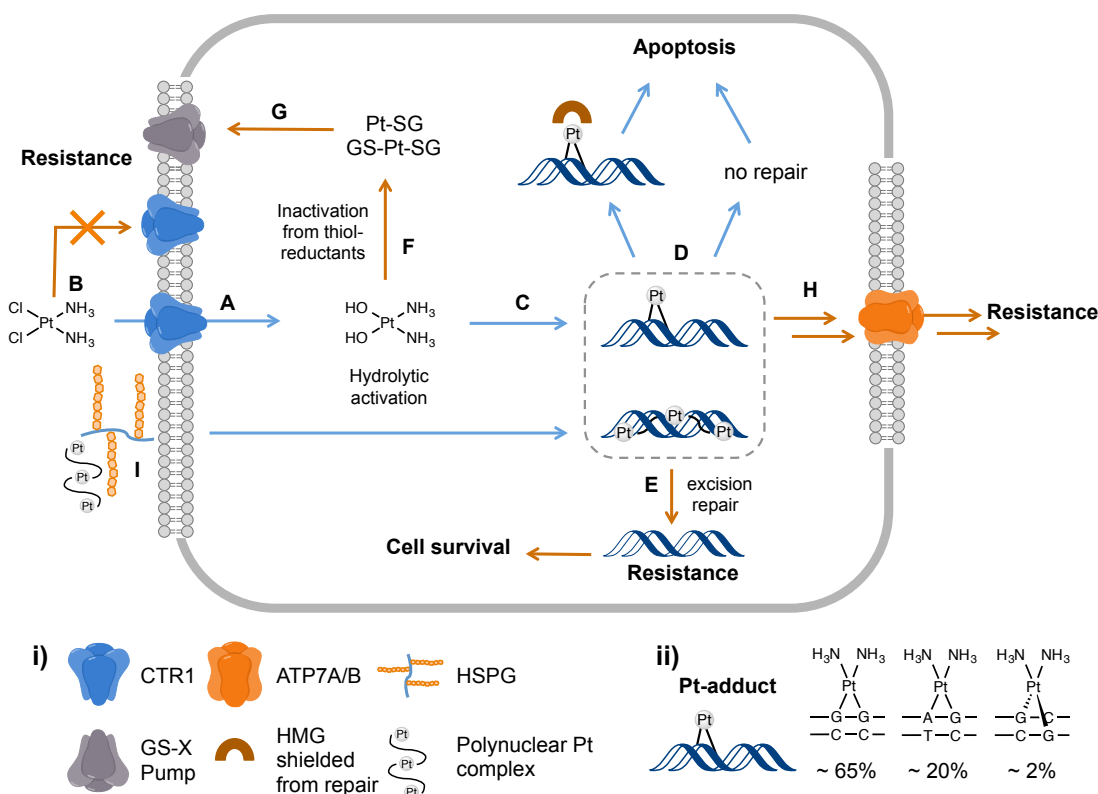 Apoptosis
G
Pt-SG
GS-Pt-SG
Pt
Resistance
no repair
Inactivation
from thiol-
reductants
F
D
B
A
C
H
Cl
NH3
Pt
Cl
NH3
HO
NH3
Pt
HO
NH3
Pt
Resistance
Hydrolytic
activation
Pt
Pt
Pt
Pt
Pt
Pt
I
E
excision
repair
Cell survival
Resistance
i)
CTR1
ATP7A/B
HSPG
GS-X
Pump
HMG
shielded
from repair
Pt
Pt
Pt
Polynuclear Pt
complex
ii)
Pt-adduct
Pt
H3N NH3
Pt
G G
C C
~ 65%
H3N NH3
Pt
A G
T C
~ 20%
H3N NH3
Pt
G C
C G
~ 2%